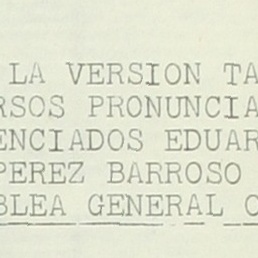 LA VERSION TA
RSOS PRONUNCIA
ENCIADOS EDUAR
PEREZ BARROSO
BLEA GENERAL